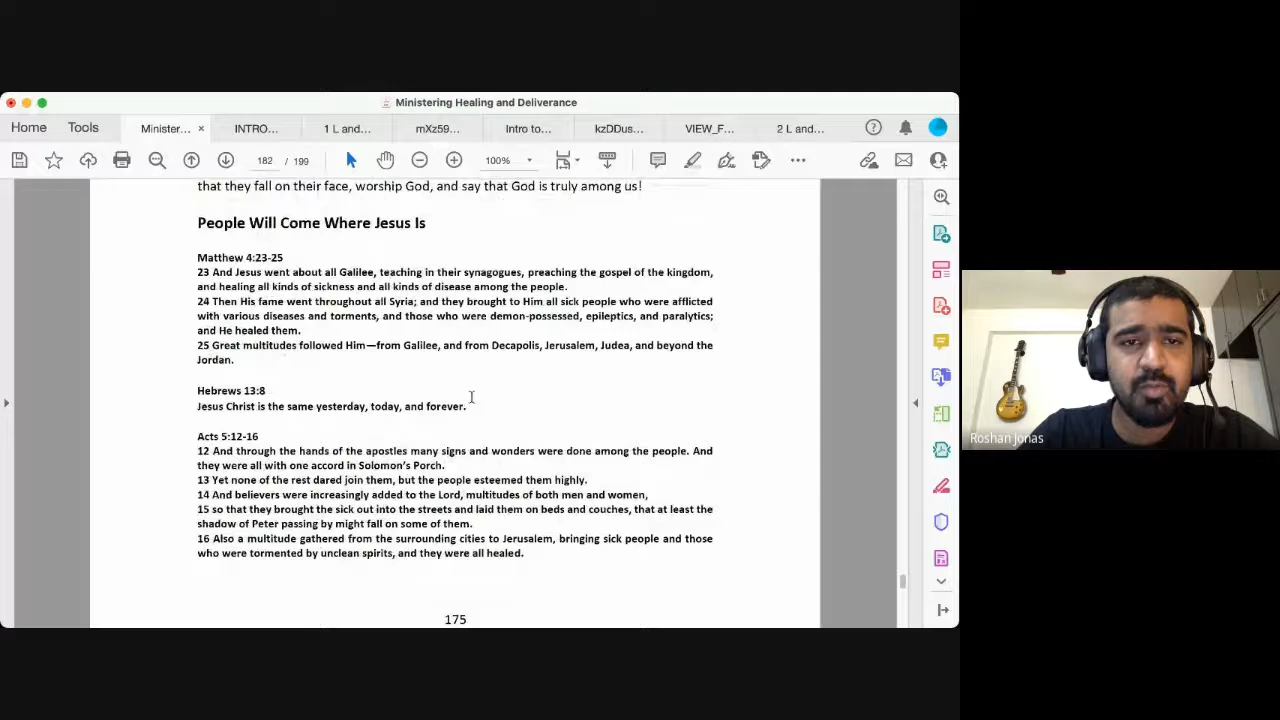 Ministering Healing and Deliverance
Home Tools Minister... × INTRO... 1 L and... mXz59... Intro to... kzDDus... VIEW_F... 2 L and...
182 / 199 100%
that they fall on their face, worship God, and say that God is truly among us!
People Will Come Where Jesus Is
Matthew 4:23-25
23 And Jesus went about all Galilee, teaching in their synagogues, preaching the gospel of the kingdom,
and healing all kinds of sickness and all kinds of disease among the people.
24 Then His fame went throughout all Syria; and they brought to Him all sick people who were afflicted
with various diseases and torments, and those who were demon-possessed, epileptics, and paralytics;
and He healed them.
25 Great multitudes followed Him—from Galilee, and from Decapolis, Jerusalem, Judea, and beyond the
Jordan.
Hebrews 13:8
Jesus Christ is the same yesterday, today, and forever.
Acts 5:12-16
12 And through the hands of the apostles many signs and wonders were done among the people. And
they were all with one accord in Solomon's Porch.
13 Yet none of the rest dared join them, but the people esteemed them highly.
14 And believers were increasingly added to the Lord, multitudes of both men and women,
15 so that they brought the sick out into the streets and laid them on beds and couches, that at least the
shadow of Peter passing by might fall on some of them.
16 Also a multitude gathered from the surrounding cities to Jerusalem, bringing sick people and those
who were tormented by unclean spirits, and they were all healed.
175
Roshan Jonas